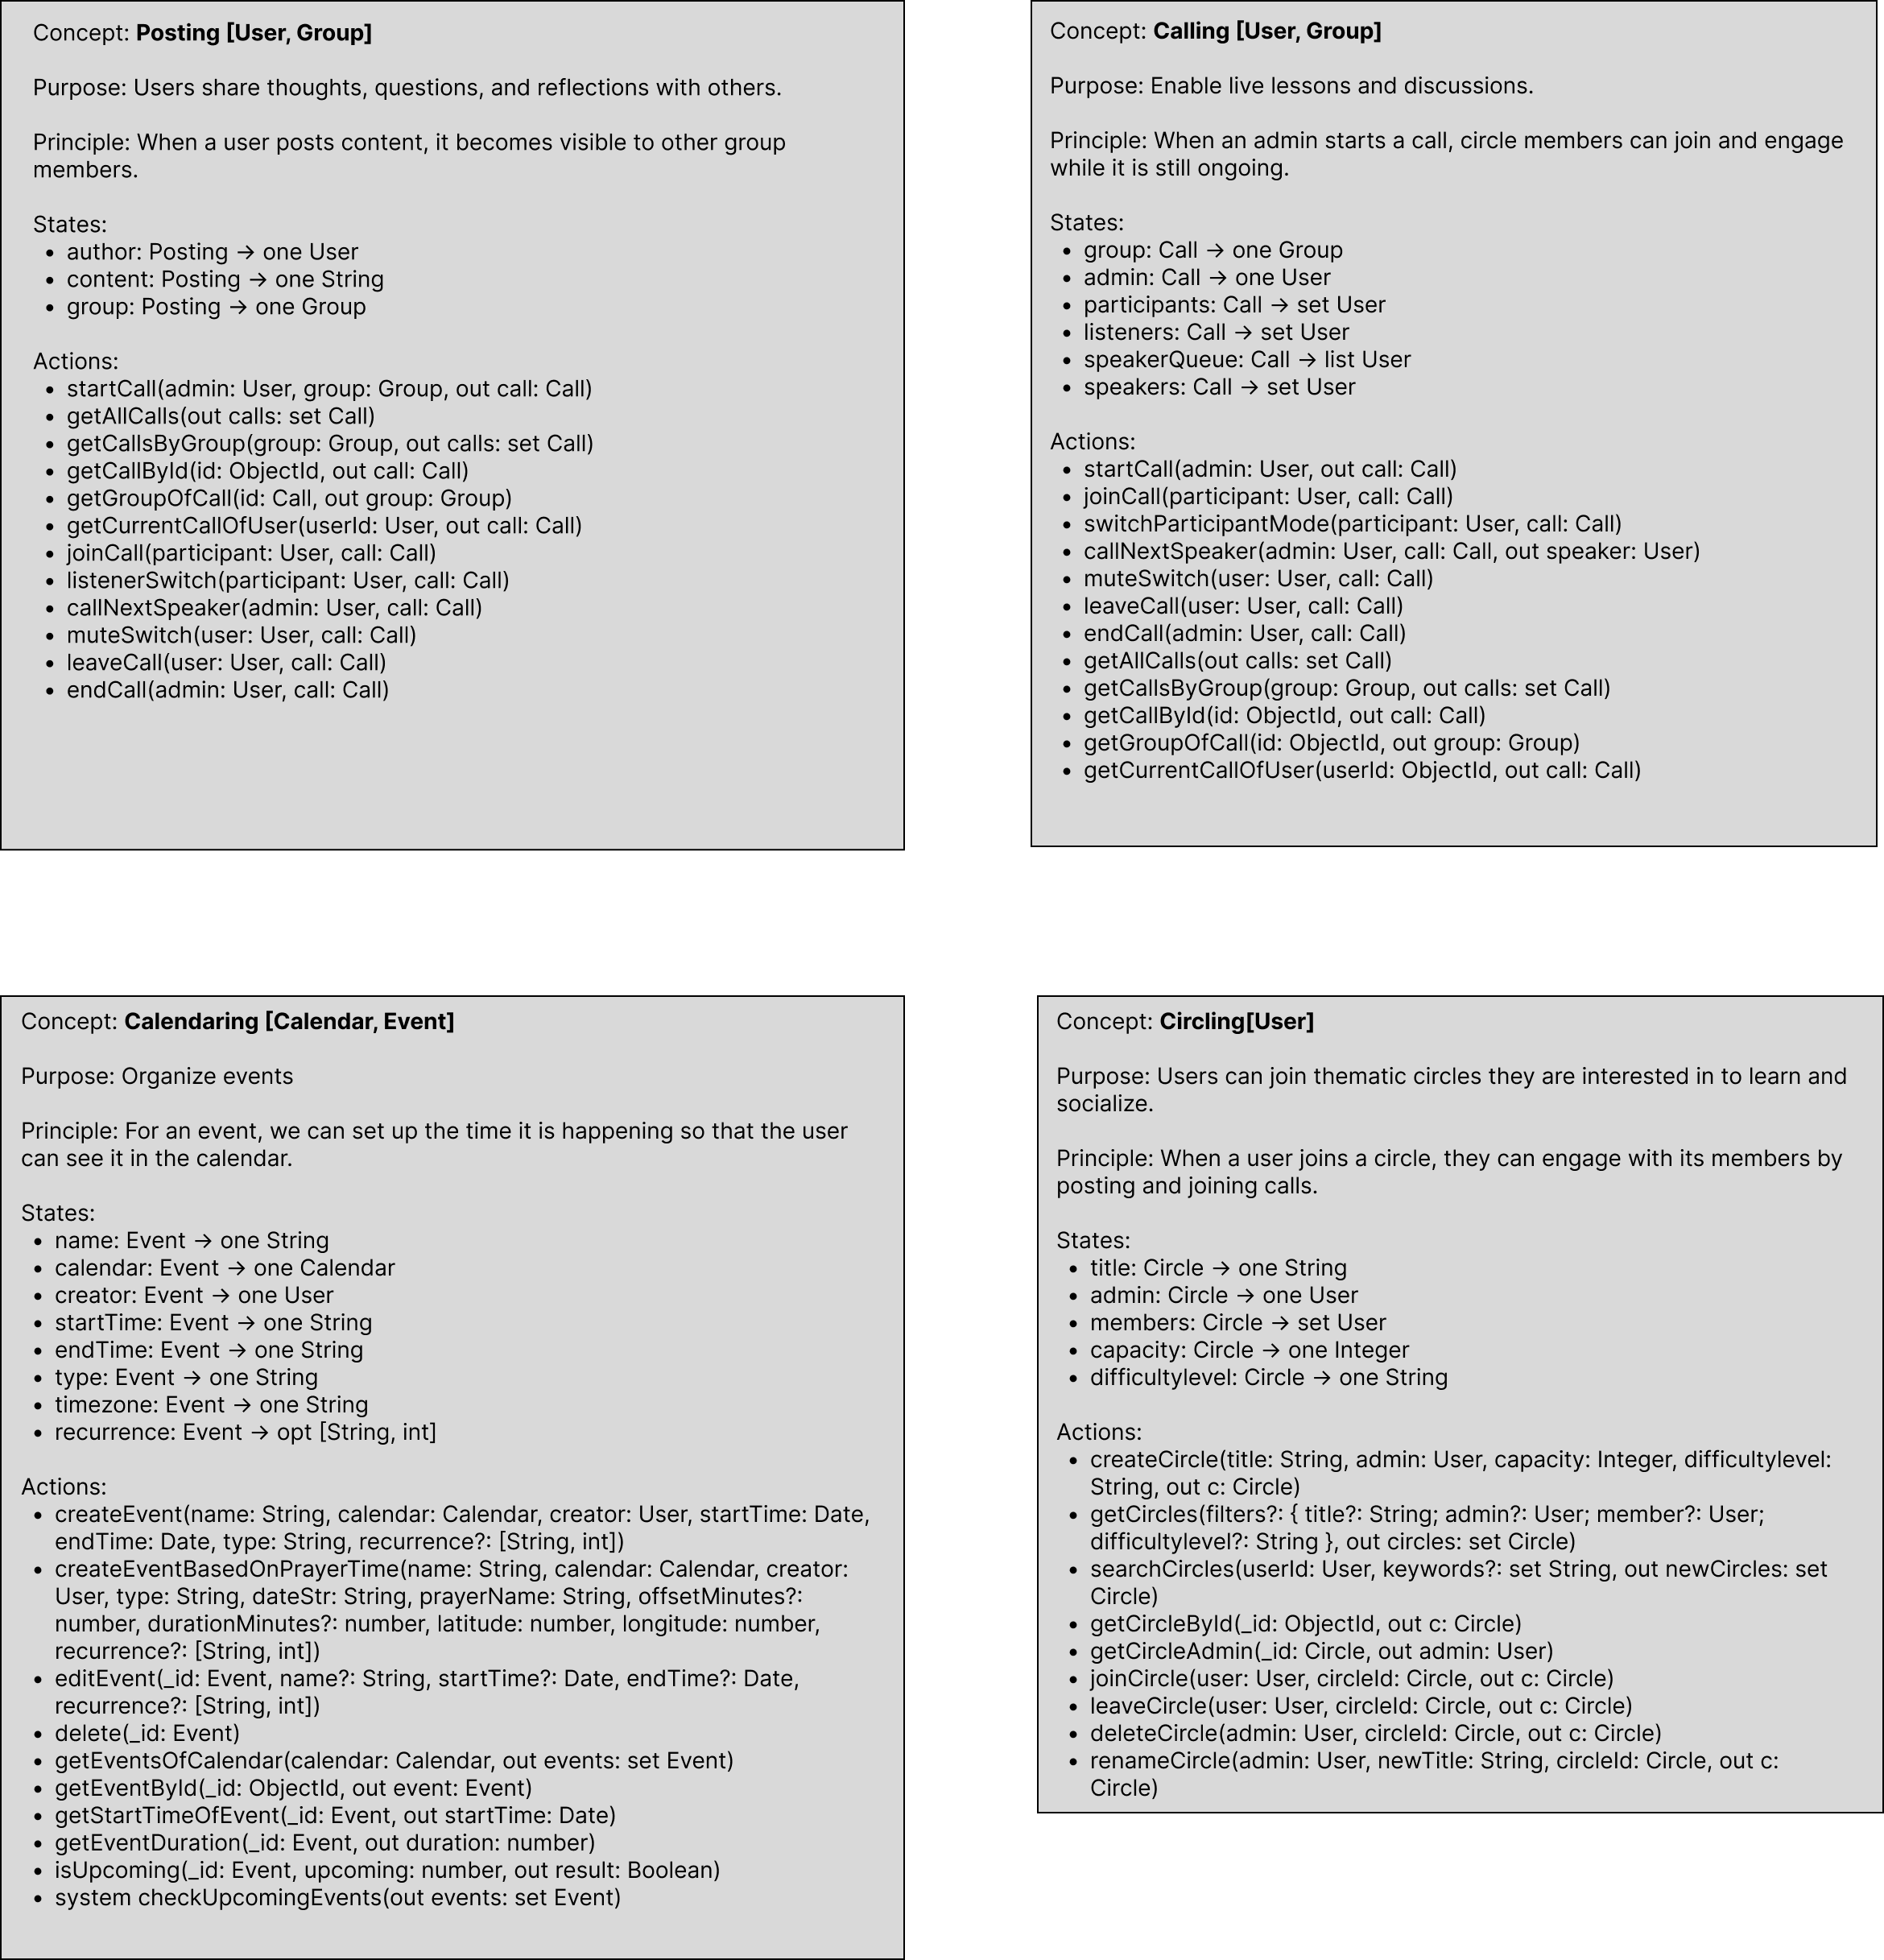 Concept: Posting [User, Group]
Purpose: Users share thoughts, questions, and reflections with others.
Principle: When a user posts content, it becomes visible to other group
members.
States:
• author: Posting → one User
• content: Posting → one String
• group: Posting → one Group
Actions:
• startCall(admin: User, group: Group, out call: Call)
• getAllCalls(out calls: set Call)
• getCallsByGroup(group: Group, out calls: set Call)
• getCallById(id: ObjectId, out call: Call)
• getGroupOfCall(id: Call, out group: Group)
• getCurrentCallOfUser(userId: User, out call: Call)
• joinCall(participant: User, call: Call)
• listenerSwitch(participant: User, call: Call)
• callNextSpeaker(admin: User, call: Call)
• muteSwitch(user: User, call: Call)
• leaveCall(user: User, call: Call)
• endCall(admin: User, call: Call)
Concept: Calling [User, Group]
Purpose: Enable live lessons and discussions.
Principle: When an admin starts a call, circle members can join and engage
while it is still ongoing.
States:
• group: Call → one Group
• admin: Call → one User
• participants: Call → set User
• listeners: Call → set User
• speakerQueue: Call → list User
• speakers: Call → set User
Actions:
• startCall(admin: User, out call: Call)
• joinCall(participant: User, call: Call)
• switchParticipantMode(participant: User, call: Call)
• callNextSpeaker(admin: User, call: Call, out speaker: User)
• muteSwitch(user: User, call: Call)
• leaveCall(user: User, call: Call)
• endCall(admin: User, call: Call)
• getAllCalls(out calls: set Call)
• getCallsByGroup(group: Group, out calls: set Call)
• getCallById(id: ObjectId, out call: Call)
• getGroupOfCall(id: ObjectId, out group: Group)
• getCurrentCallOfUser(userId: ObjectId, out call: Call)
Concept: Calendaring [Calendar, Event]
Purpose: Organize events
Principle: For an event, we can set up the time it is happening so that the user
can see it in the calendar.
States:
• name: Event → one String
• calendar: Event → one Calendar
• creator: Event → one User
• startTime: Event → one String
• endTime: Event → one String
• type: Event → one String
• timezone: Event → one String
• recurrence: Event → opt [String, int]
Actions:
• createEvent(name: String, calendar: Calendar, creator: User, startTime: Date,
endTime: Date, type: String, recurrence?: [String, int])
• createEventBasedOnPrayerTime(name: String, calendar: Calendar, creator:
User, type: String, dateStr: String, prayerName: String, offsetMinutes?:
number, durationMinutes?: number, latitude: number, longitude: number,
recurrence?: [String, int])
• editEvent(_id: Event, name?: String, startTime?: Date, endTime?: Date,
recurrence?: [String, int])
• delete(_id: Event)
• getEventsOfCalendar(calendar: Calendar, out events: set Event)
• getEventById(_id: ObjectId, out event: Event)
• getStartTimeOfEvent(_id: Event, out startTime: Date)
• getEventDuration(_id: Event, out duration: number)
• isUpcoming(_id: Event, upcoming: number, out result: Boolean)
• system checkUpcomingEvents(out events: set Event)
Concept: Circling[User]
Purpose: Users can join thematic circles they are interested in to learn and
socialize.
Principle: When a user joins a circle, they can engage with its members by
posting and joining calls.
States:
• title: Circle → one String
• admin: Circle → one User
• members: Circle → set User
• capacity: Circle → one Integer
• difficultylevel: Circle → one String
Actions:
• createCircle(title: String, admin: User, capacity: Integer, difficultylevel:
String, out c: Circle)
• getCircles(filters?: { title?: String; admin?: User; member?: User;
difficultylevel?: String }, out circles: set Circle)
• searchCircles(userId: User, keywords?: set String, out newCircles: set
Circle)
• getCircleById(_id: ObjectId, out c: Circle)
• getCircleAdmin(_id: Circle, out admin: User)
• joinCircle(user: User, circleId: Circle, out c: Circle)
• leaveCircle(user: User, circleId: Circle, out c: Circle)
• deleteCircle(admin: User, circleId: Circle, out c: Circle)
• renameCircle(admin: User, newTitle: String, circleId: Circle, out c:
Circle)